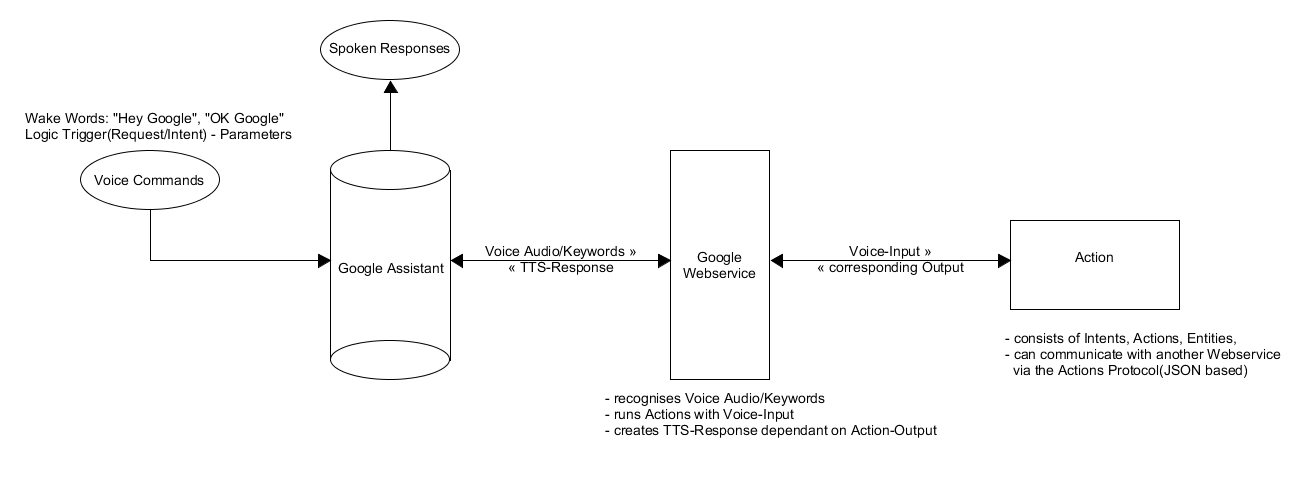 Spoken Responses
Wake Words: "Hey Google", "OK Google"
Logic Trigger(Request/Intent) - Parameters
Voice Commands
Google Assistant
Voice Audio/Keywords »
« TTS-Response
Google
Webservice
Voice-Input »
« corresponding Output
Action
- consists of Intents, Actions, Entities,
- can communicate with another Webservice
via the Actions Protocol(JSON based)
- recognises Voice Audio/Keywords
- runs Actions with Voice-Input
- creates TTS-Response dependant on Action-Output